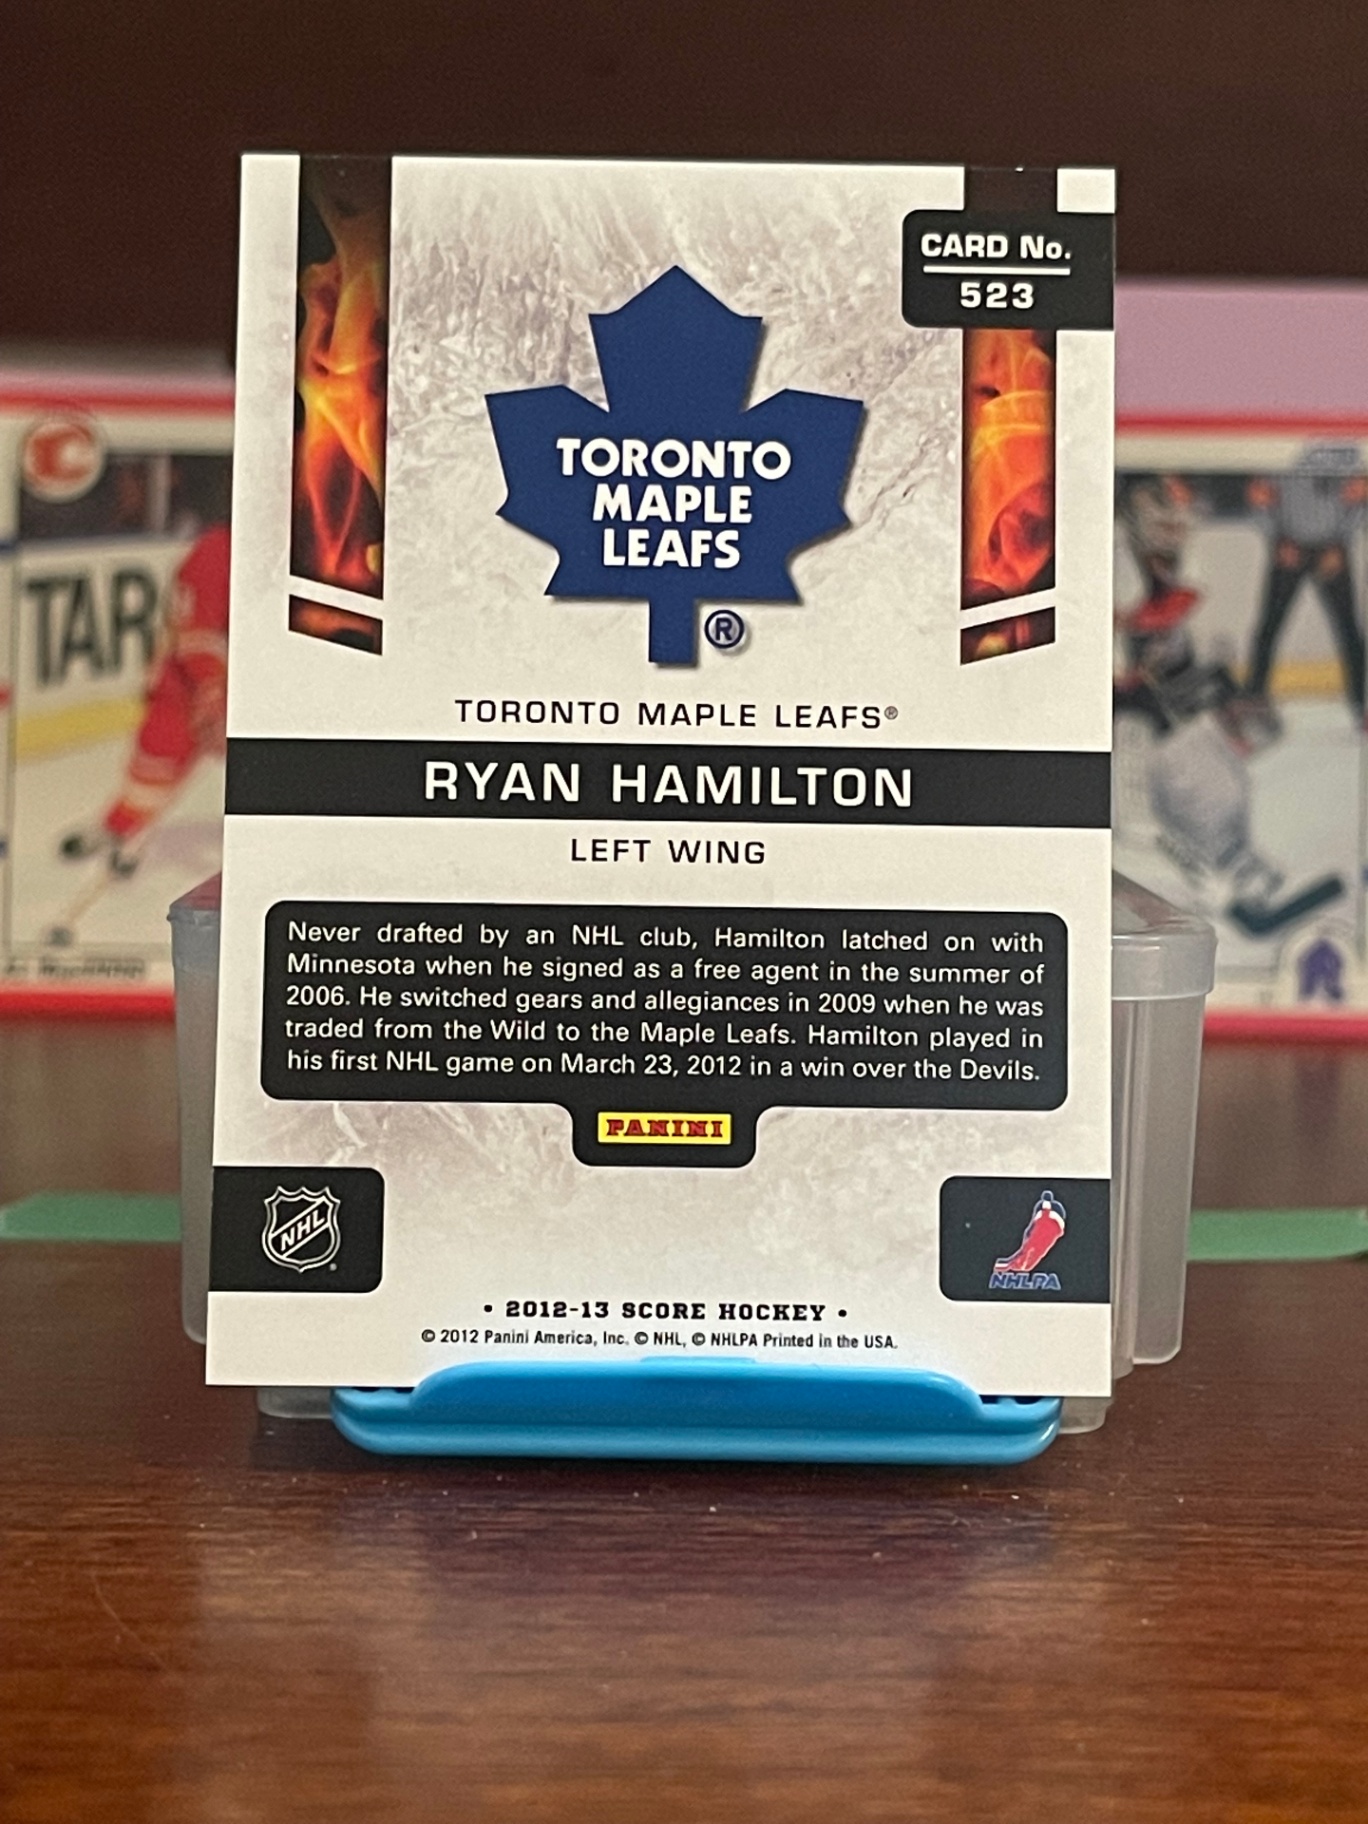 CARD No.
523
TORONTO
MAPLE
LEAFS
®
TAR
TORONTO MAPLE LEAFS®
RYAN HAMILTON
LEFT WING
Never drafted by an NHL club, Hamilton latched on with
Minnesota when he signed as a free agent in the summer of
2006. He switched gears and allegiances in 2009 when he was
traded from the Wild to the Maple Leafs. Hamilton played in
his first NHL game on March 23, 2012 in a win over the Devils.
PANINI
NHL
NHLPA
• 2012-13 SCORE HOCKEY •
© 2012 Panini America, Inc. © NHL, © NHLPA Printed in the USA.